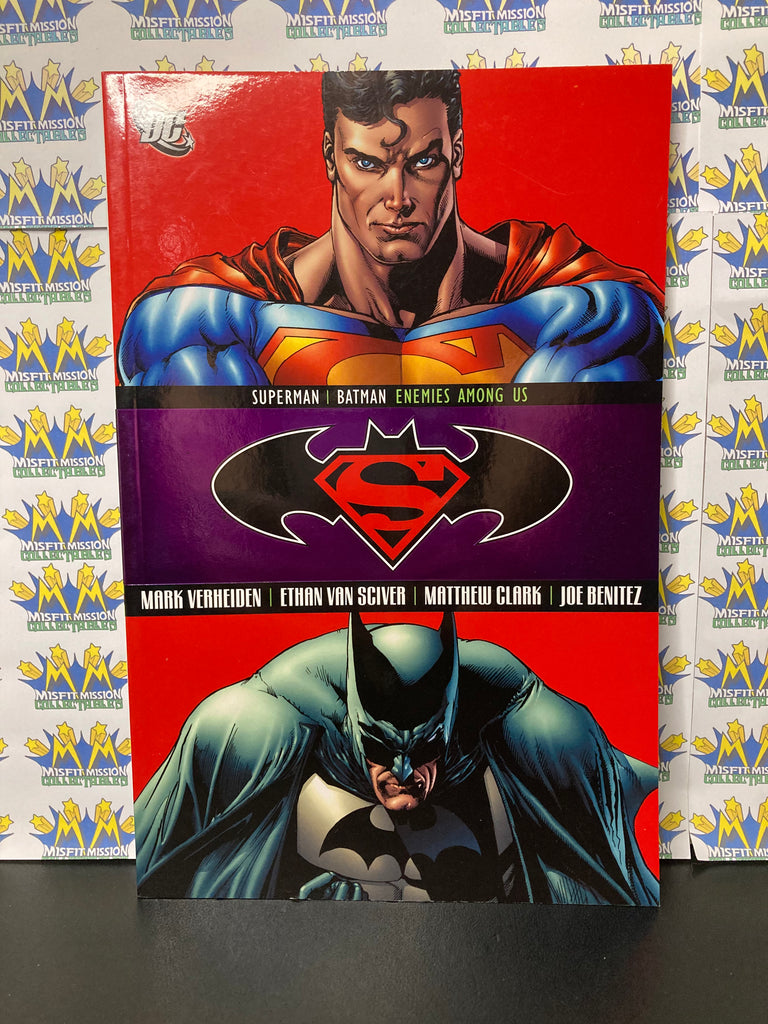 DC
SUPERMAN | BATMAN ENEMIES AMONG US
S
MARK VERHEIDEN | ETHAN VAN SCIVER | MATTHEW CLARK | JOE BENITEZ
MISFIT MISSION
COLLECTABLES